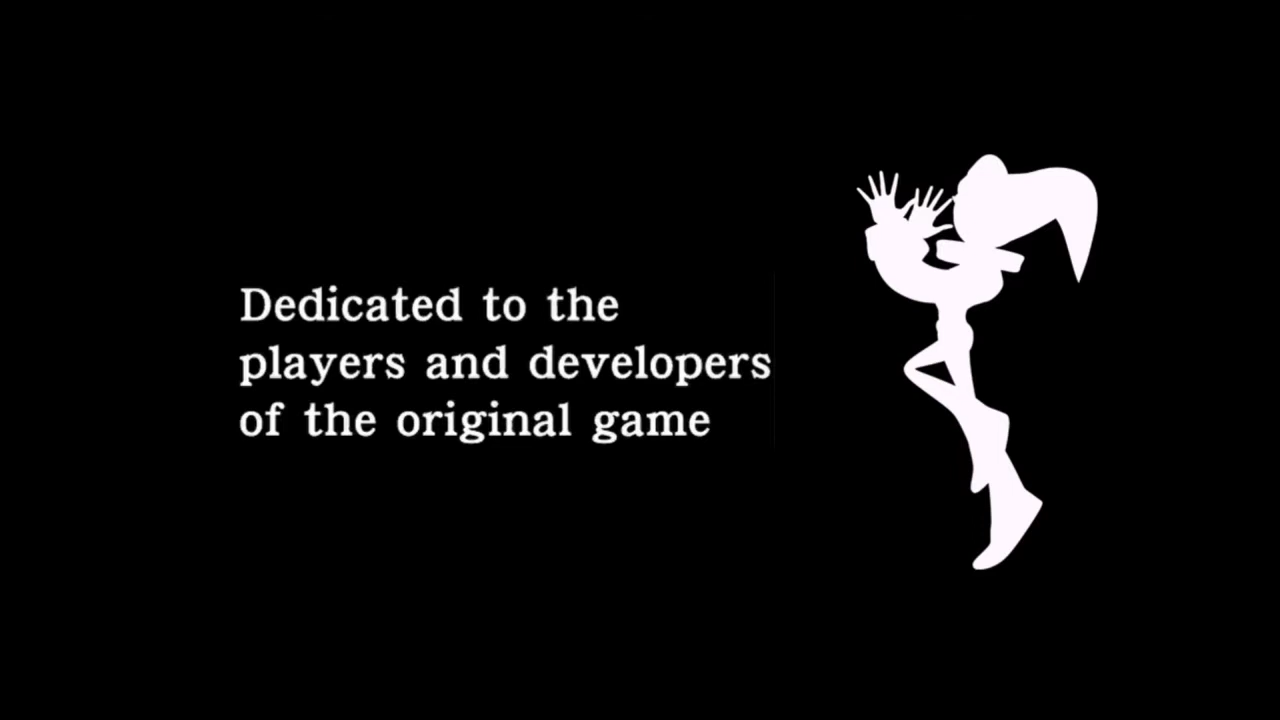 Dedicated to the
players and developers
of the original game